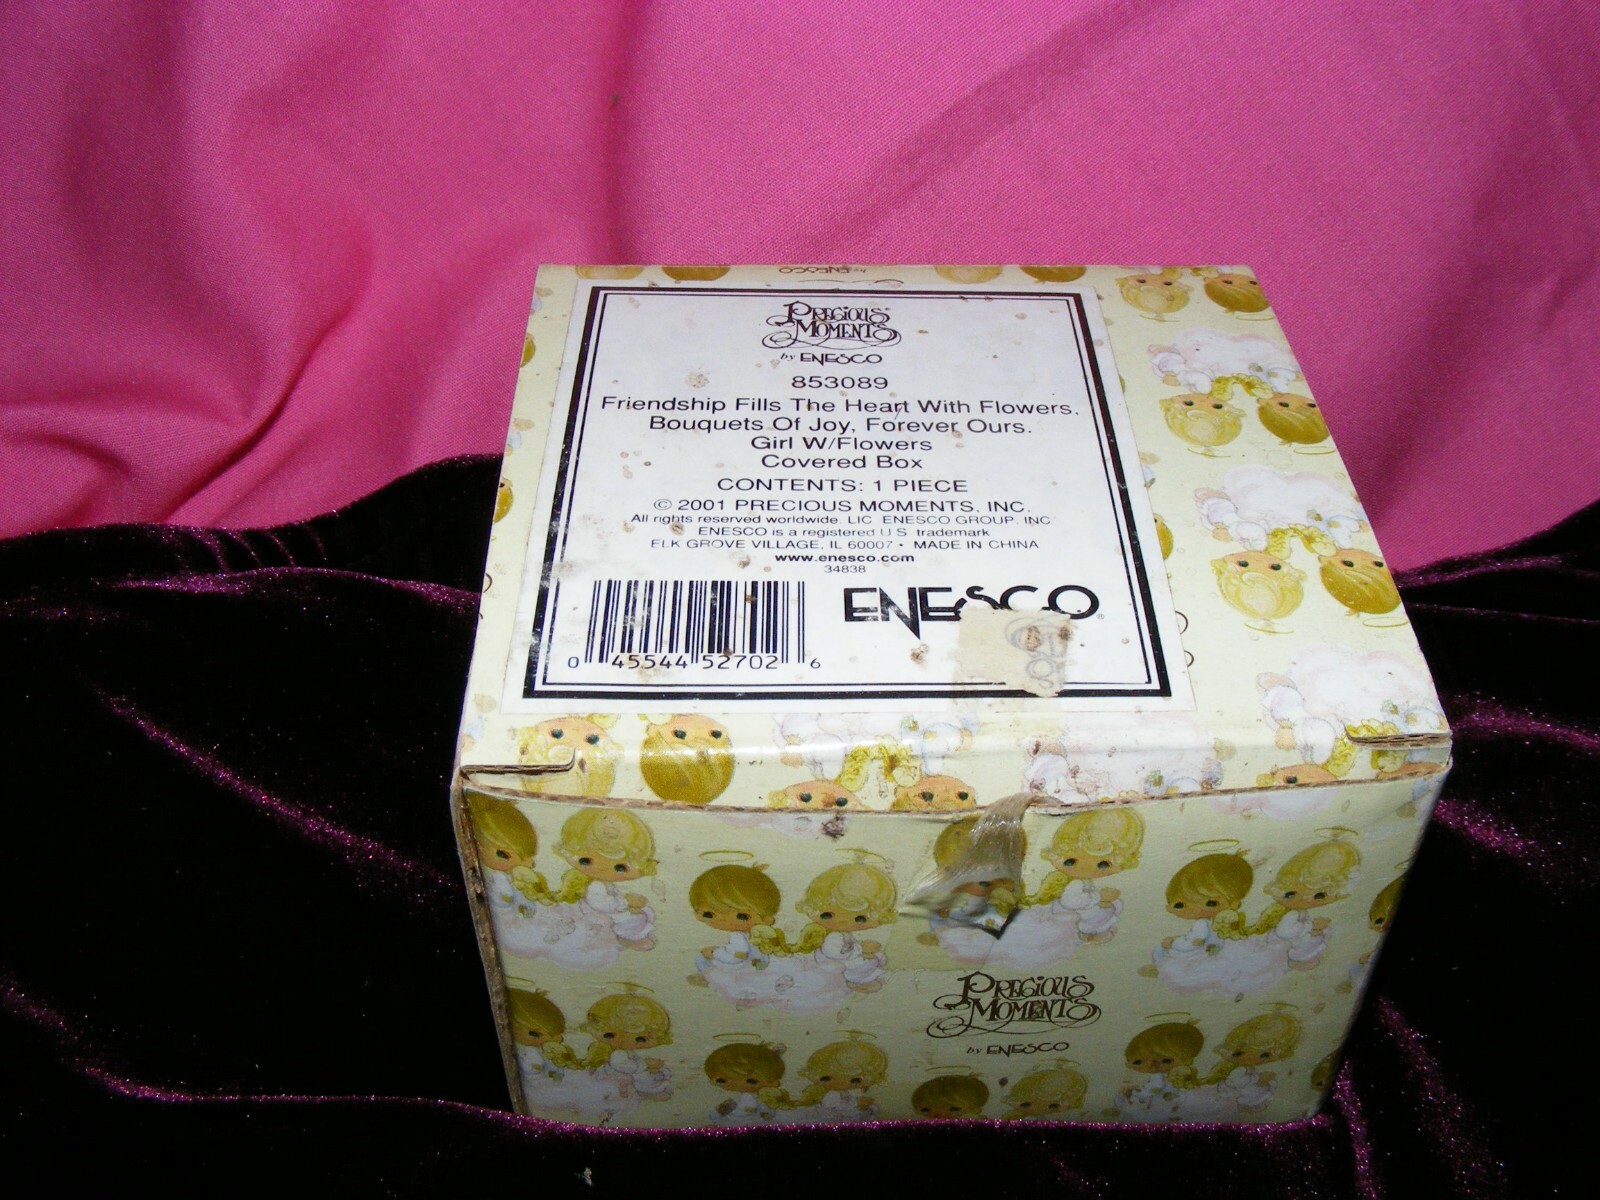 Precious
Moments
by ENESCO
853089
Friendship Fills The Heart With Flowers,
Bouquets Of Joy, Forever Ours.
Girl W/Flowers
Covered Box
CONTENTS: 1 PIECE
© 2001 PRECIOUS MOMENTS, INC.
All rights reserved worldwide. LIC. ENESCO GROUP, INC
ENESCO is a registered U.S. trademark
ELK GROVE VILLAGE, IL 60007 • MADE IN CHINA
www.enesco.com
34838
ENESCO
0 45544 52702 6
Precious
Moments
by ENESCO